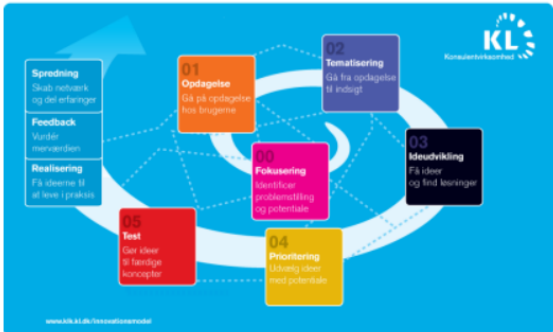 KL
Konsulentvirksomhed
00
Fokusering
Identificer
problemstilling
og potentiale
01
Opdagelse
Gå på opdagelse
hos brugerne
02
Tematisering
Gå fra opdagelse
til indsigt
03
Ideudvikling
Få ideer
og find løsninger
04
Prioritering
Udvælg ideer
med potentiale
05
Test
Gør ideer
til færdige
koncepter
Realisering
Få ideerne til
at leve i praksis
Feedback
Vurdér
merværdien
Spredning
Skab netværk
og del erfaringer
www.klk.kl.dk/innovationsmodel